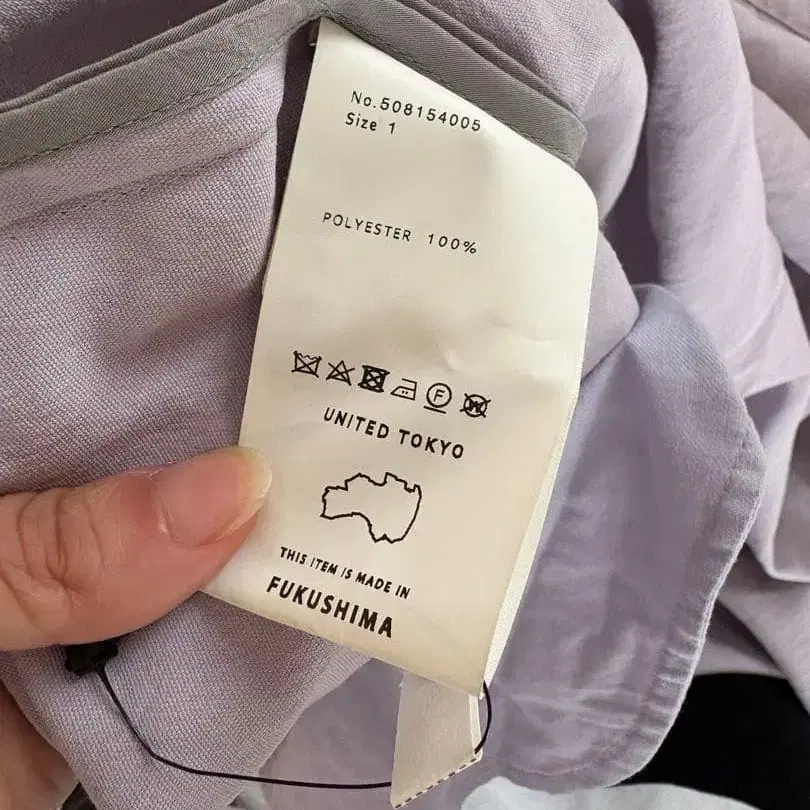 No.508154005
Size 1
POLYESTER 100%
F
W
UNITED TOKYO
THIS ITEM IS MADE IN
FUKUSHIMA